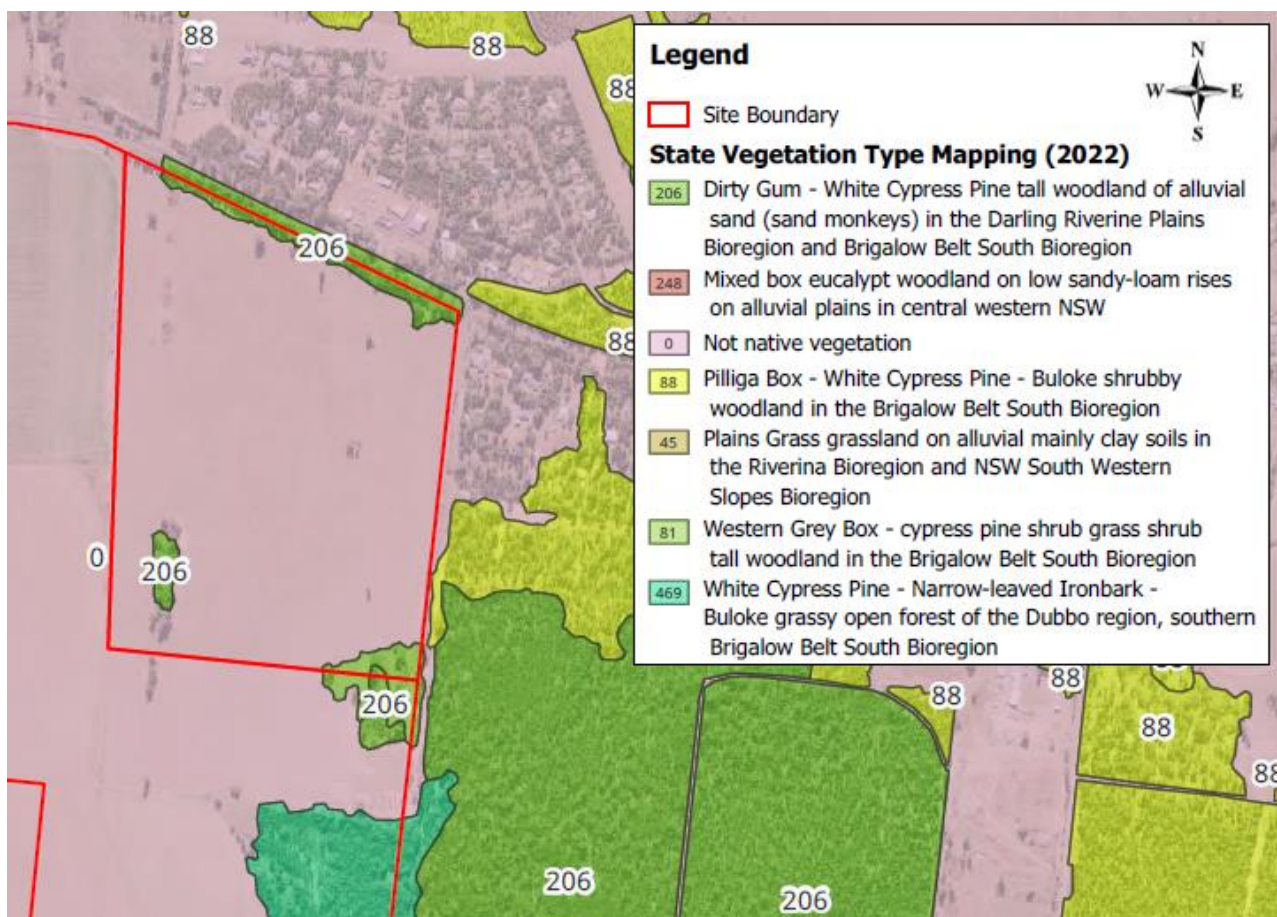 88
88
88
Legend
N
W
E
S
Site Boundary
State Vegetation Type Mapping (2022)
206 Dirty Gum - White Cypress Pine tall woodland of alluvial
sand (sand monkeys) in the Darling Riverine Plains
Bioregion and Brigalow Belt South Bioregion
248 Mixed box eucalypt woodland on low sandy-loam rises
on alluvial plains in central western NSW
0 Not native vegetation
88 Pilliga Box - White Cypress Pine - Buloke shrubby
woodland in the Brigalow Belt South Bioregion
45 Plains Grass grassland on alluvial mainly clay soils in
the Riverina Bioregion and NSW South Western
Slopes Bioregion
81 Western Grey Box - cypress pine shrub grass shrub
tall woodland in the Brigalow Belt South Bioregion
469 White Cypress Pine - Narrow-leaved Ironbark -
Buloke grassy open forest of the Dubbo region, southern
Brigalow Belt South Bioregion
206
88
0
206
206
88
88
88
88
206
206